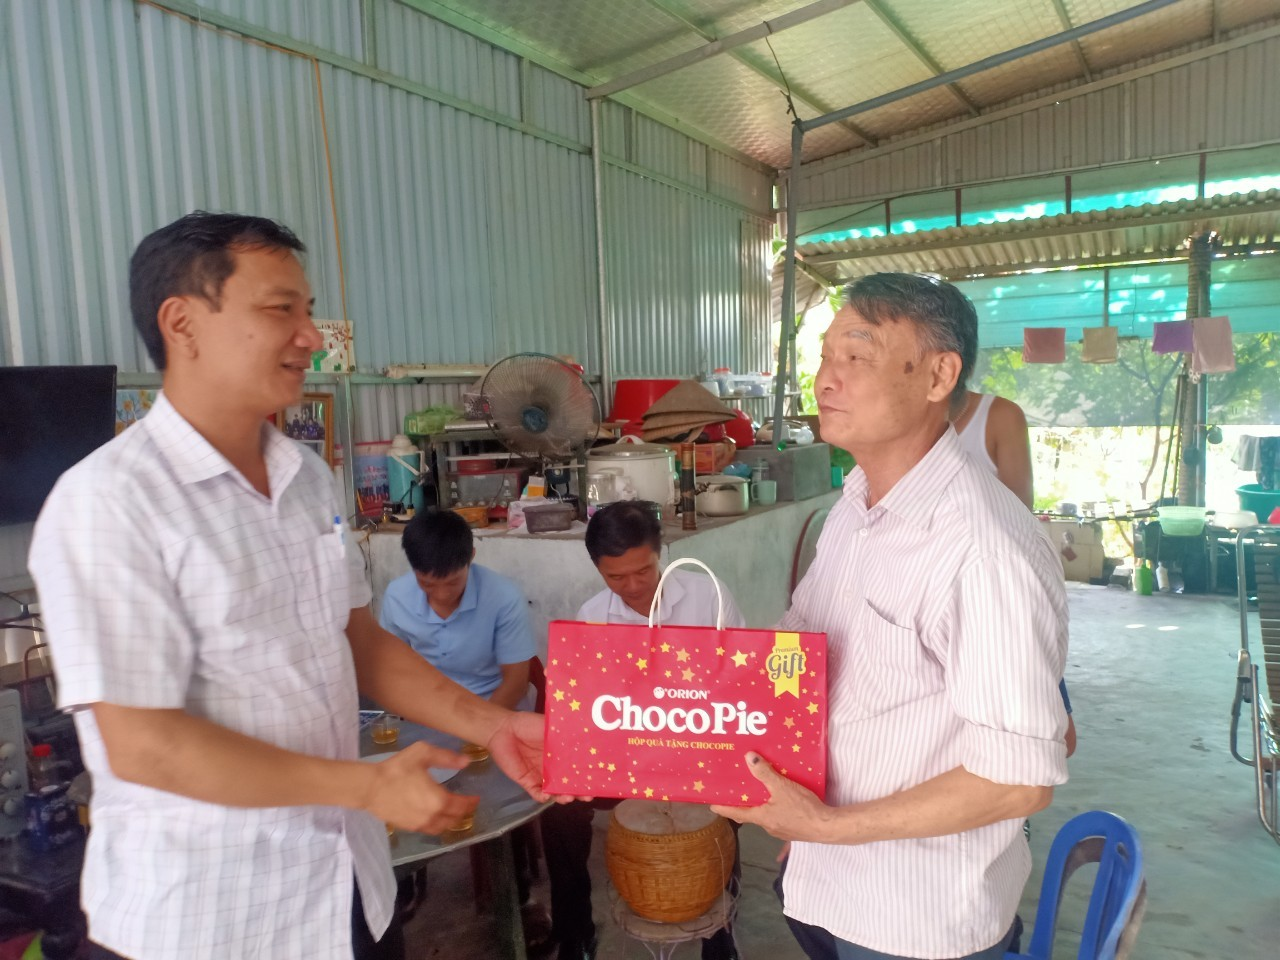 Premium
Gift
ORION
ChocoPie
HỘP QUÀ TẶNG CHOCOPIE